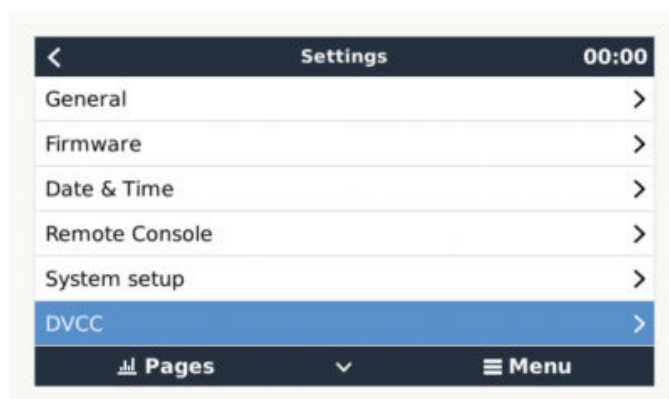 Settings 00:00
General
Firmware
Date & Time
Remote Console
System setup
DVCC
Pages Menu